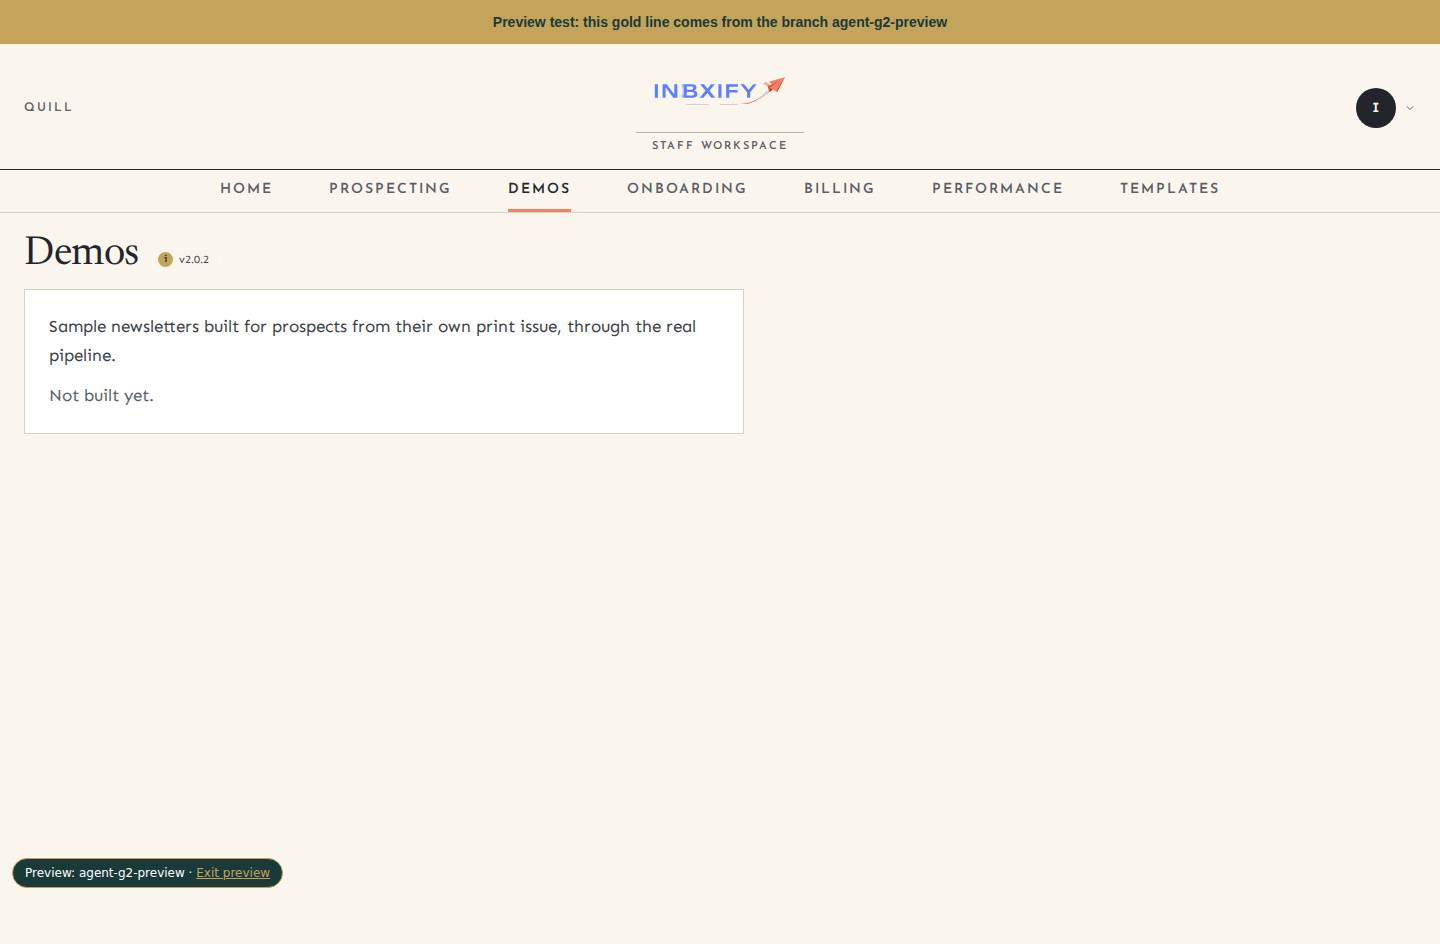 Preview test: this gold line comes from the branch agent-g2-preview
QUILL
INBXIFY
STAFF WORKSPACE
I
HOME PROSPECTING DEMOS ONBOARDING BILLING PERFORMANCE TEMPLATES
Demos
i v2.0.2
Sample newsletters built for prospects from their own print issue, through the real
pipeline.
Not built yet.
Preview: agent-g2-preview · Exit preview